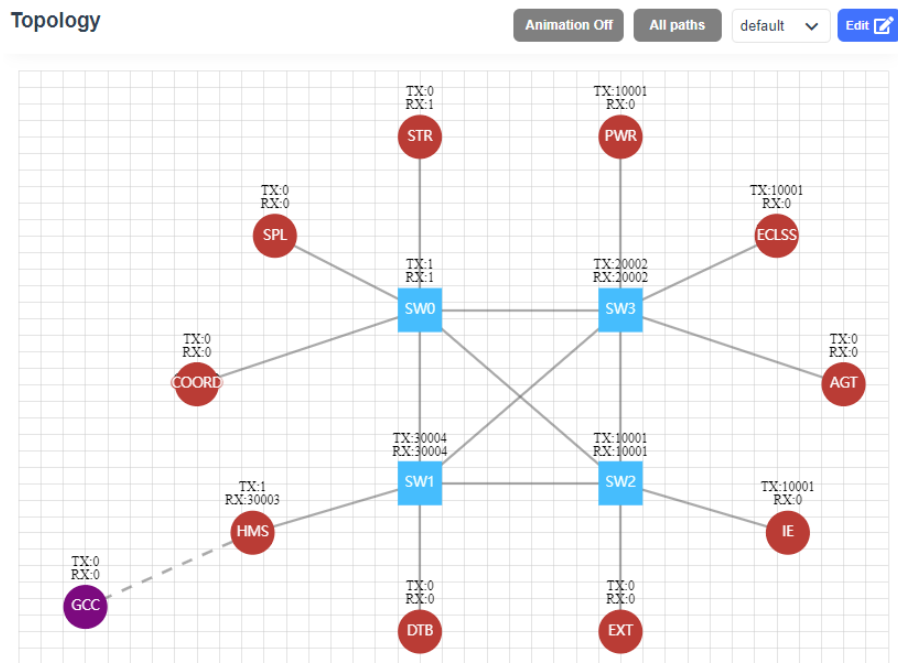 Topology
Animation Off
All paths
default
Edit
TX:0
RX:1
STR
TX:10001
RX:0
PWR
TX:0
RX:0
SPL
TX:10001
RX:0
ECLSS
TX:1
RX:1
SW0
TX:20002
RX:20002
SW3
TX:0
RX:0
COORD
TX:0
RX:0
AGT
TX:30004
RX:30004
SW1
TX:10001
RX:10001
SW2
TX:1
RX:30003
HMS
TX:10001
RX:0
IE
TX:0
RX:0
GCC
TX:0
RX:0
DTB
TX:0
RX:0
EXT